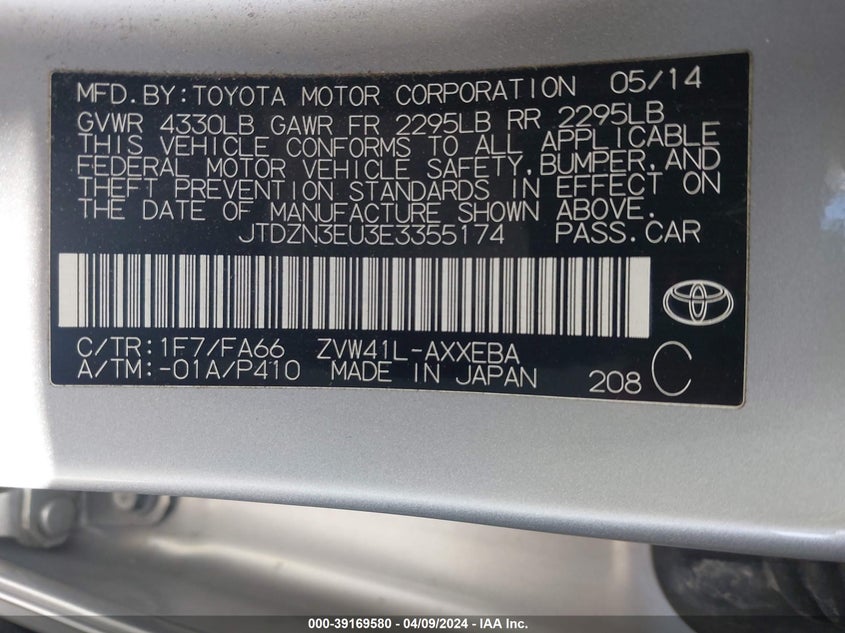 MFD.BY:TOYOTA MOTOR CORPORATION 05/14
GVWR 4330LB GAWR FR 2295LB RR 2295LB
THIS VEHICLE CONFORMS TO ALL APPLICABLE
FEDERAL MOTOR VEHICLE SAFETY,BUMPER,AND
THEFT PREVENTION STANDARDS IN EFFECT ON
THE DATE OF MANUFACTURE SHOWN ABOVE.
JTDZN3EU3E3355174 PASS.CAR
C/TR:1F7/FA66 ZVW41L-AXXEBA
A/TM:-01A/P410 MADE IN JAPAN 208 C
000-39169580 - 04/09/2024 - IAA, Inc.